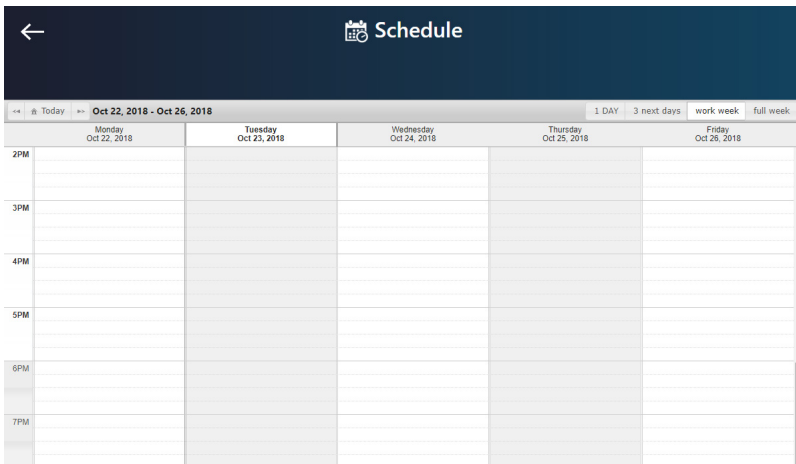 Schedule
Today Oct 22, 2018 - Oct 26, 2018 1 DAY 3 next days work week full week
Monday Tuesday Wednesday Thursday Friday
Oct 22, 2018 Oct 23, 2018 Oct 24, 2018 Oct 25, 2018 Oct 26, 2018
2PM
3PM
4PM
5PM
6PM
7PM